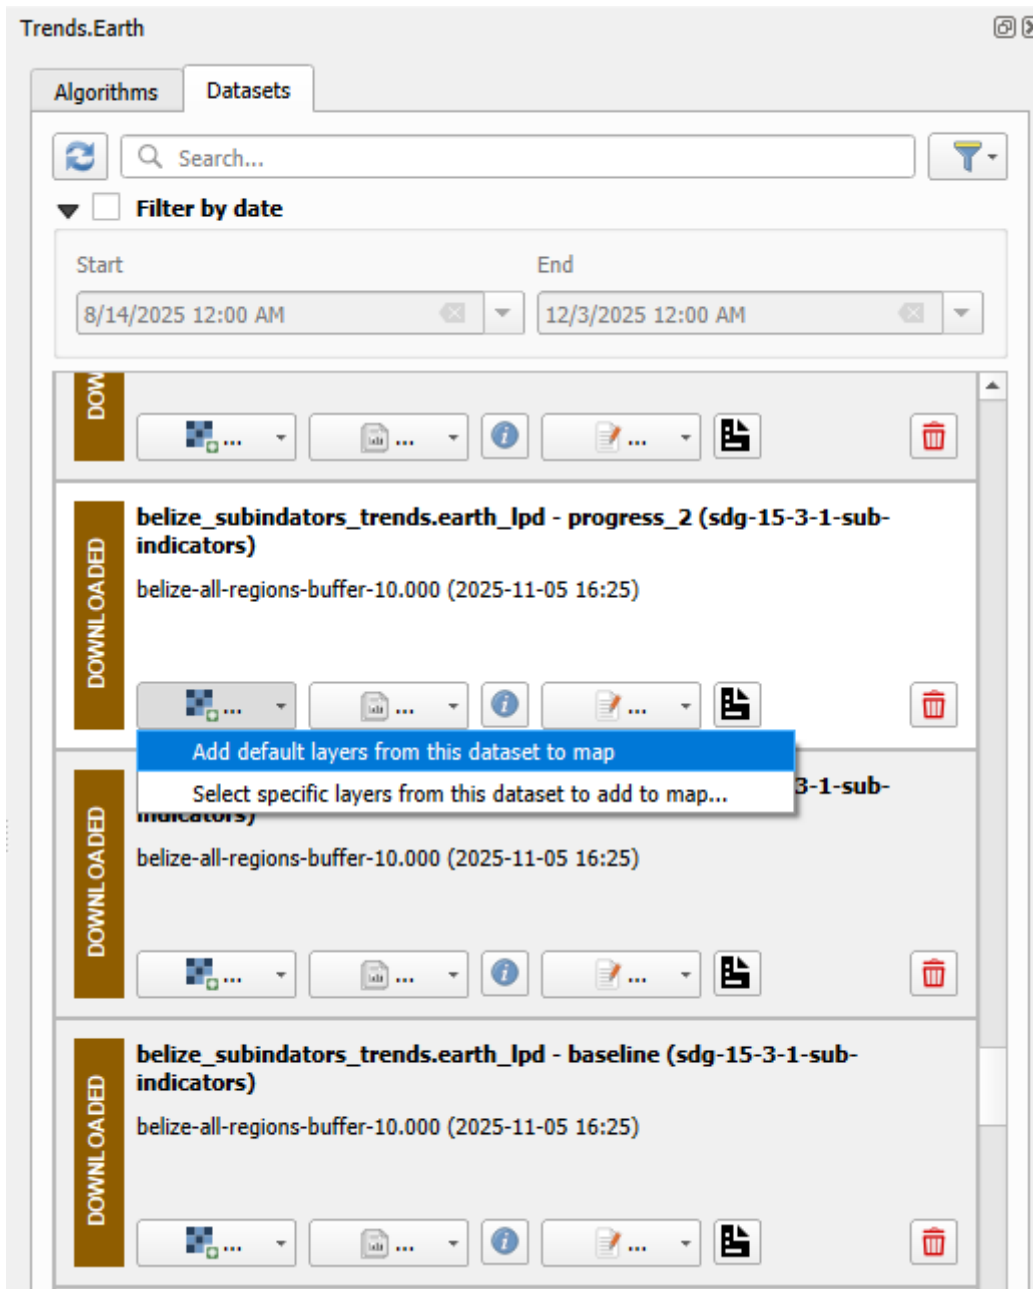 Trends.Earth
Algorithms
Datasets
Search...
Filter by date
Start
End
8/14/2025 12:00 AM
12/3/2025 12:00 AM
DOW
...
...
...
DOWNLOADED
belize_subindators_trends.earth_lpd - progress_2 (sdg-15-3-1-sub-
indicators)
belize-all-regions-buffer-10.000 (2025-11-05 16:25)
...
...
...
Add default layers from this dataset to map
Select specific layers from this dataset to add to map...
DOWNLOADED
3-1-sub-
indicators)
belize-all-regions-buffer-10.000 (2025-11-05 16:25)
...
...
...
DOWNLOADED
belize_subindators_trends.earth_lpd - baseline (sdg-15-3-1-sub-
indicators)
belize-all-regions-buffer-10.000 (2025-11-05 16:25)
...
...
...